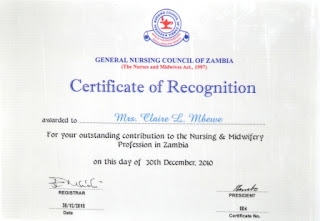 GENERAL NURSING COUNCIL OF ZAMBIA
(The Nurses and Midwives Act, 1997)
Certificate of Recognition
awarded to Mrs. Claire L. Mbewe
For your outstanding contribution to the Nursing & Midwifery
Profession in Zambia
on this day of 30th December, 2010
REGISTRAR
PRESIDENT
30/12/2010
004
Date
Certificate No.